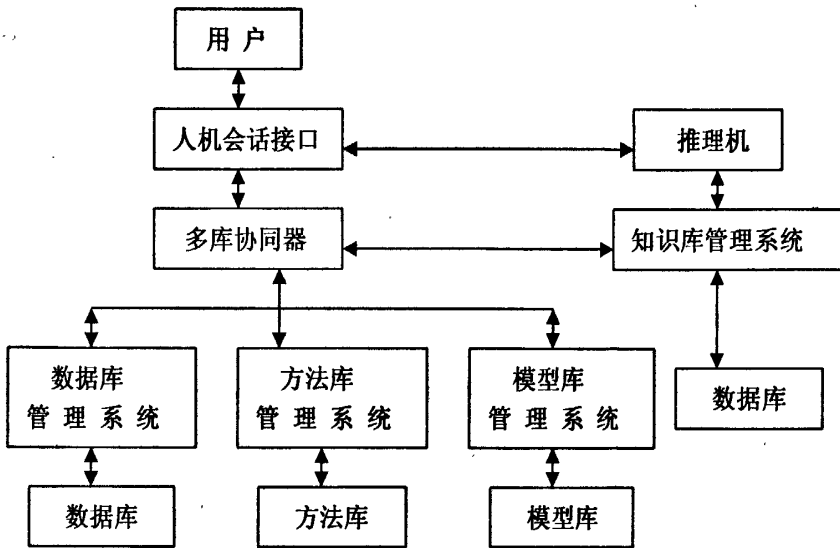 用 户
人机会话接口
推理机
多库协同器
知识库管理系统
数据库
管 理 系 统
方法库
管 理 系 统
模型库
管 理 系 统
数据库
数据库
方法库
模型库